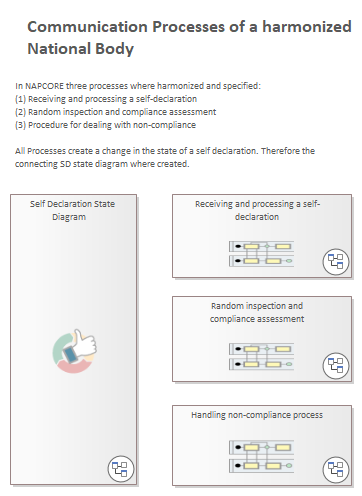 Communication Processes of a harmonized
National Body
In NAPCORE three processes where harmonized and specified:
(1) Receiving and processing a self-declaration
(2) Random inspection and compliance assessment
(3) Procedure for dealing with non-compliance
All Processes create a change in the state of a self declaration. Therefore the
connecting SD state diagram where created.
Self Declaration State
Diagram
Receiving and processing a self-
declaration
Random inspection and
compliance assessment
Handling non-compliance process